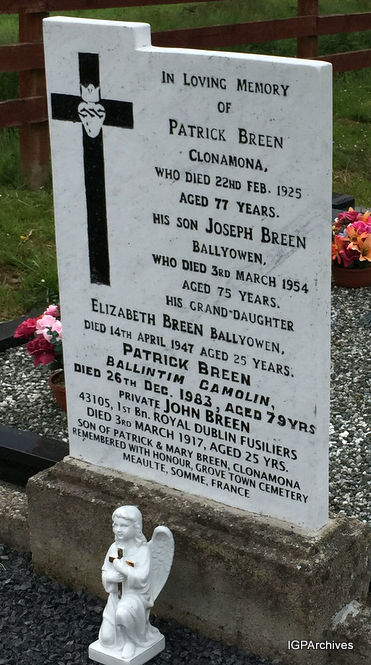 IN LOVING MEMORY
OF
PATRICK BREEN
CLONAMONA,
WHO DIED 22ND FEB. 1925
AGED 77 YEARS.
HIS SON JOSEPH BREEN
BALLYOWEN,
WHO DIED 3RD MARCH 1954
AGED 75 YEARS.
HIS GRAND-DAUGHTER
ELIZABETH BREEN BALLYOWEN,
DIED 14TH APRIL 1947 AGED 25 YEARS.
PATRICK BREEN
BALLINTIM CAMOLIN,
DIED 26TH DEC. 1983, AGED 79YRS
PRIVATE JOHN BREEN
43105, 1ST BN. ROYAL DUBLIN FUSILIERS
DIED 3RD MARCH 1917, AGED 25 YRS.
SON OF PATRICK & MARY BREEN, CLONAMONA
REMEMBERED WITH HONOUR, GROVE TOWN CEMETERY
MEAULTE, SOMME, FRANCE
IGPArchives